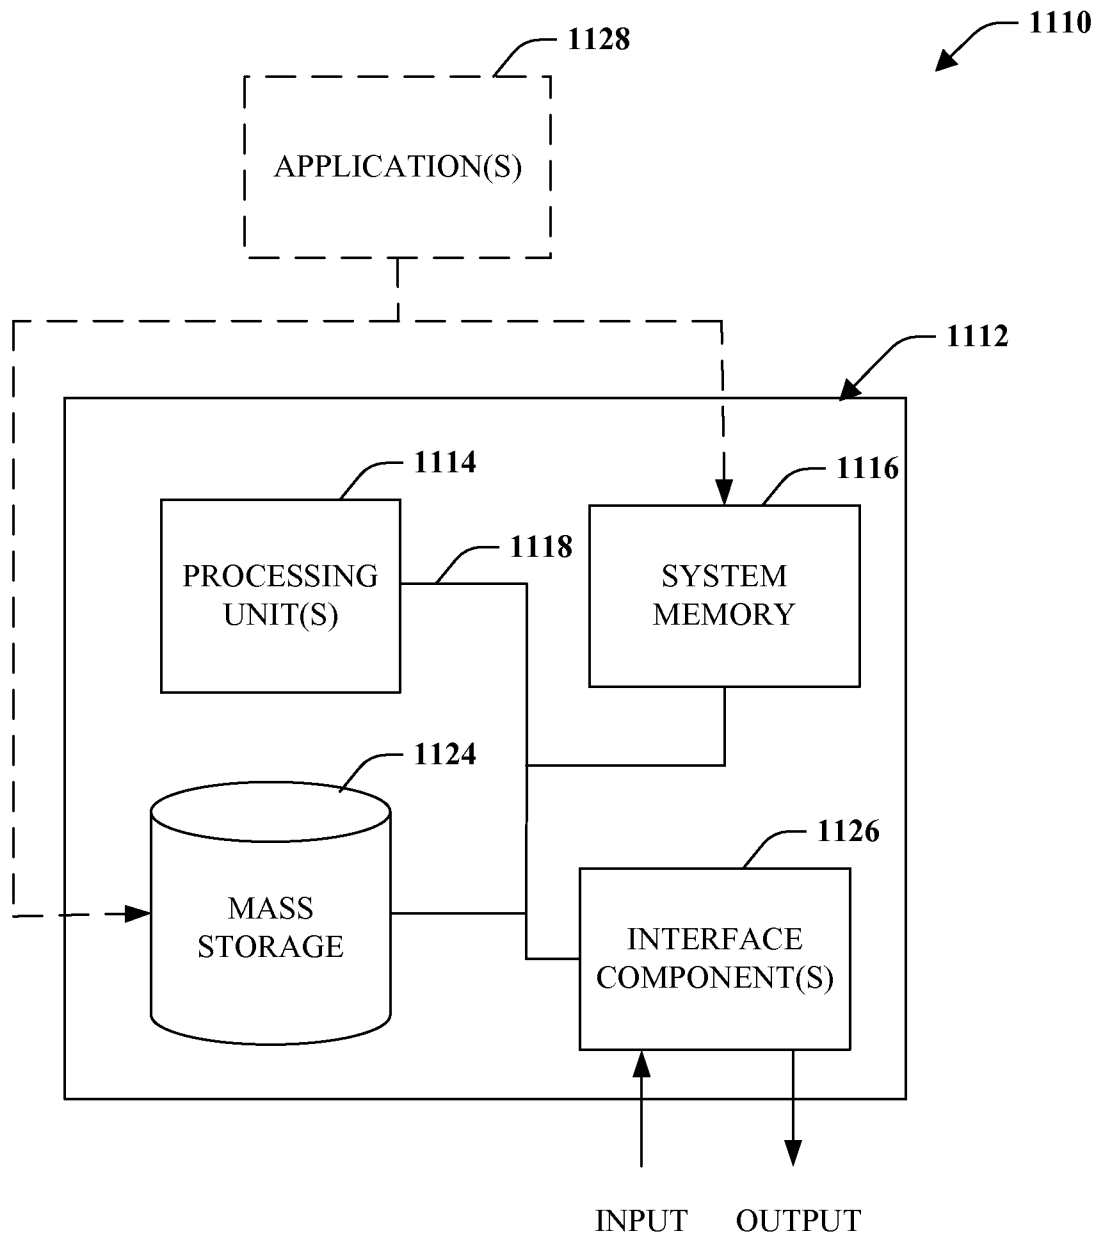 1110
1128
APPLICATION(S)
1112
1114
1116
1118
PROCESSING
UNIT(S)
SYSTEM
MEMORY
1124
1126
MASS
STORAGE
INTERFACE
COMPONENT(S)
INPUT
OUTPUT